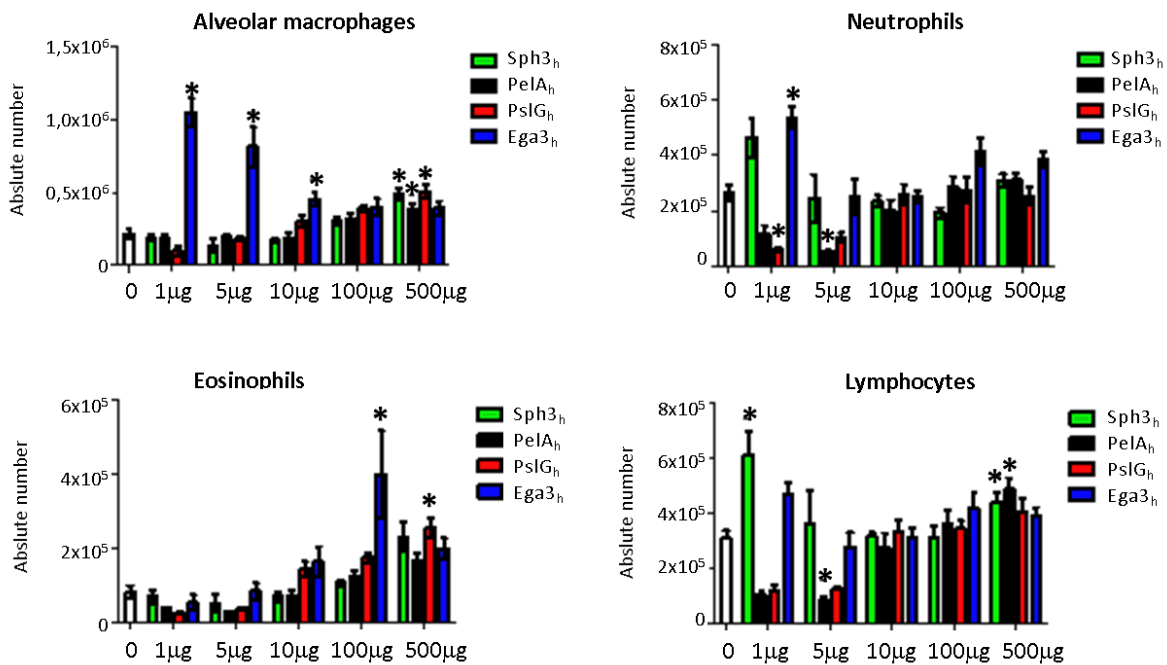 Alveolar macrophages
Abslute number
1,5x10⁶
1,0x10⁶
0,5x10⁶
0
0 1µg 5µg 10µg 100µg 500µg
* * * * * *
Sph3ₕ
PelAₕ
PslGₕ
Ega3ₕ
Neutrophils
Abslute number
8x10⁵
6x10⁵
4x10⁵
2x10⁵
0
0 1µg 5µg 10µg 100µg 500µg
* * *
Sph3ₕ
PelAₕ
PslGₕ
Ega3ₕ
Eosinophils
Abslute number
6x10⁵
4x10⁵
2x10⁵
0
0 1µg 5µg 10µg 100µg 500µg
* *
Sph3ₕ
PelAₕ
PslGₕ
Ega3ₕ
Lymphocytes
Abslute number
8x10⁵
6x10⁵
4x10⁵
2x10⁵
0
0 1µg 5µg 10µg 100µg 500µg
* * * *
Sph3ₕ
PelAₕ
PslGₕ
Ega3ₕ